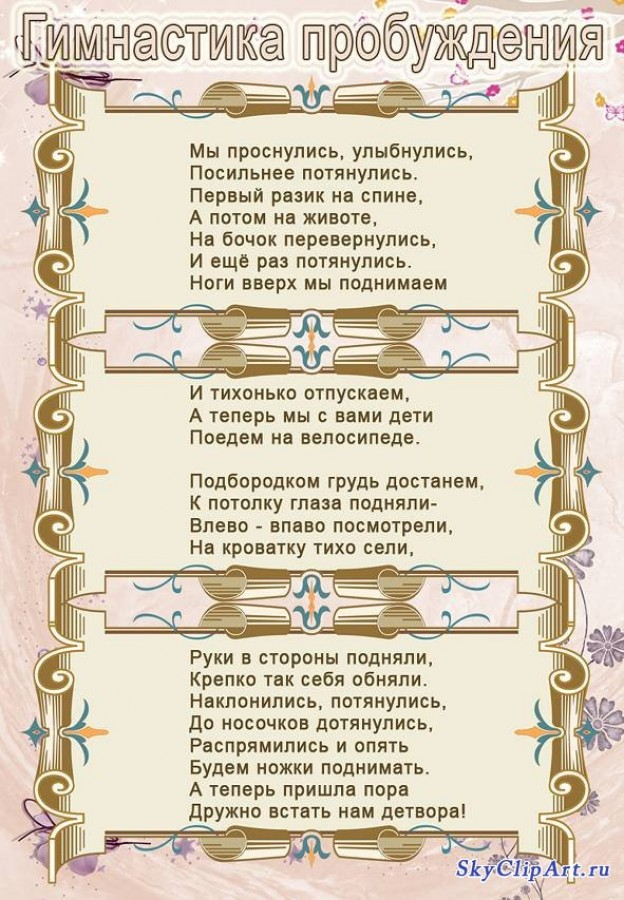 Гимнастика пробуждения
Мы проснулись, улыбнулись,
Посильнее потянулись.
Первый разик на спине,
А потом на животе,
На бочок перевернулись,
И ещё раз потянулись.
Ноги вверх мы поднимаем
И тихонько отпускаем,
А теперь мы с вами дети
Поедем на велосипеде.
Подбородком грудь достанем,
К потолку глаза подняли-
Влево - впаво посмотрели,
На кроватку тихо сели,
Руки в стороны подняли,
Крепко так себя обняли.
Наклонились, потянулись,
До носочков дотянулись,
Распрямились и опять
Будем ножки поднимать.
А теперь пришла пора
Дружно встать нам детвора!
SkyClipArt.ru